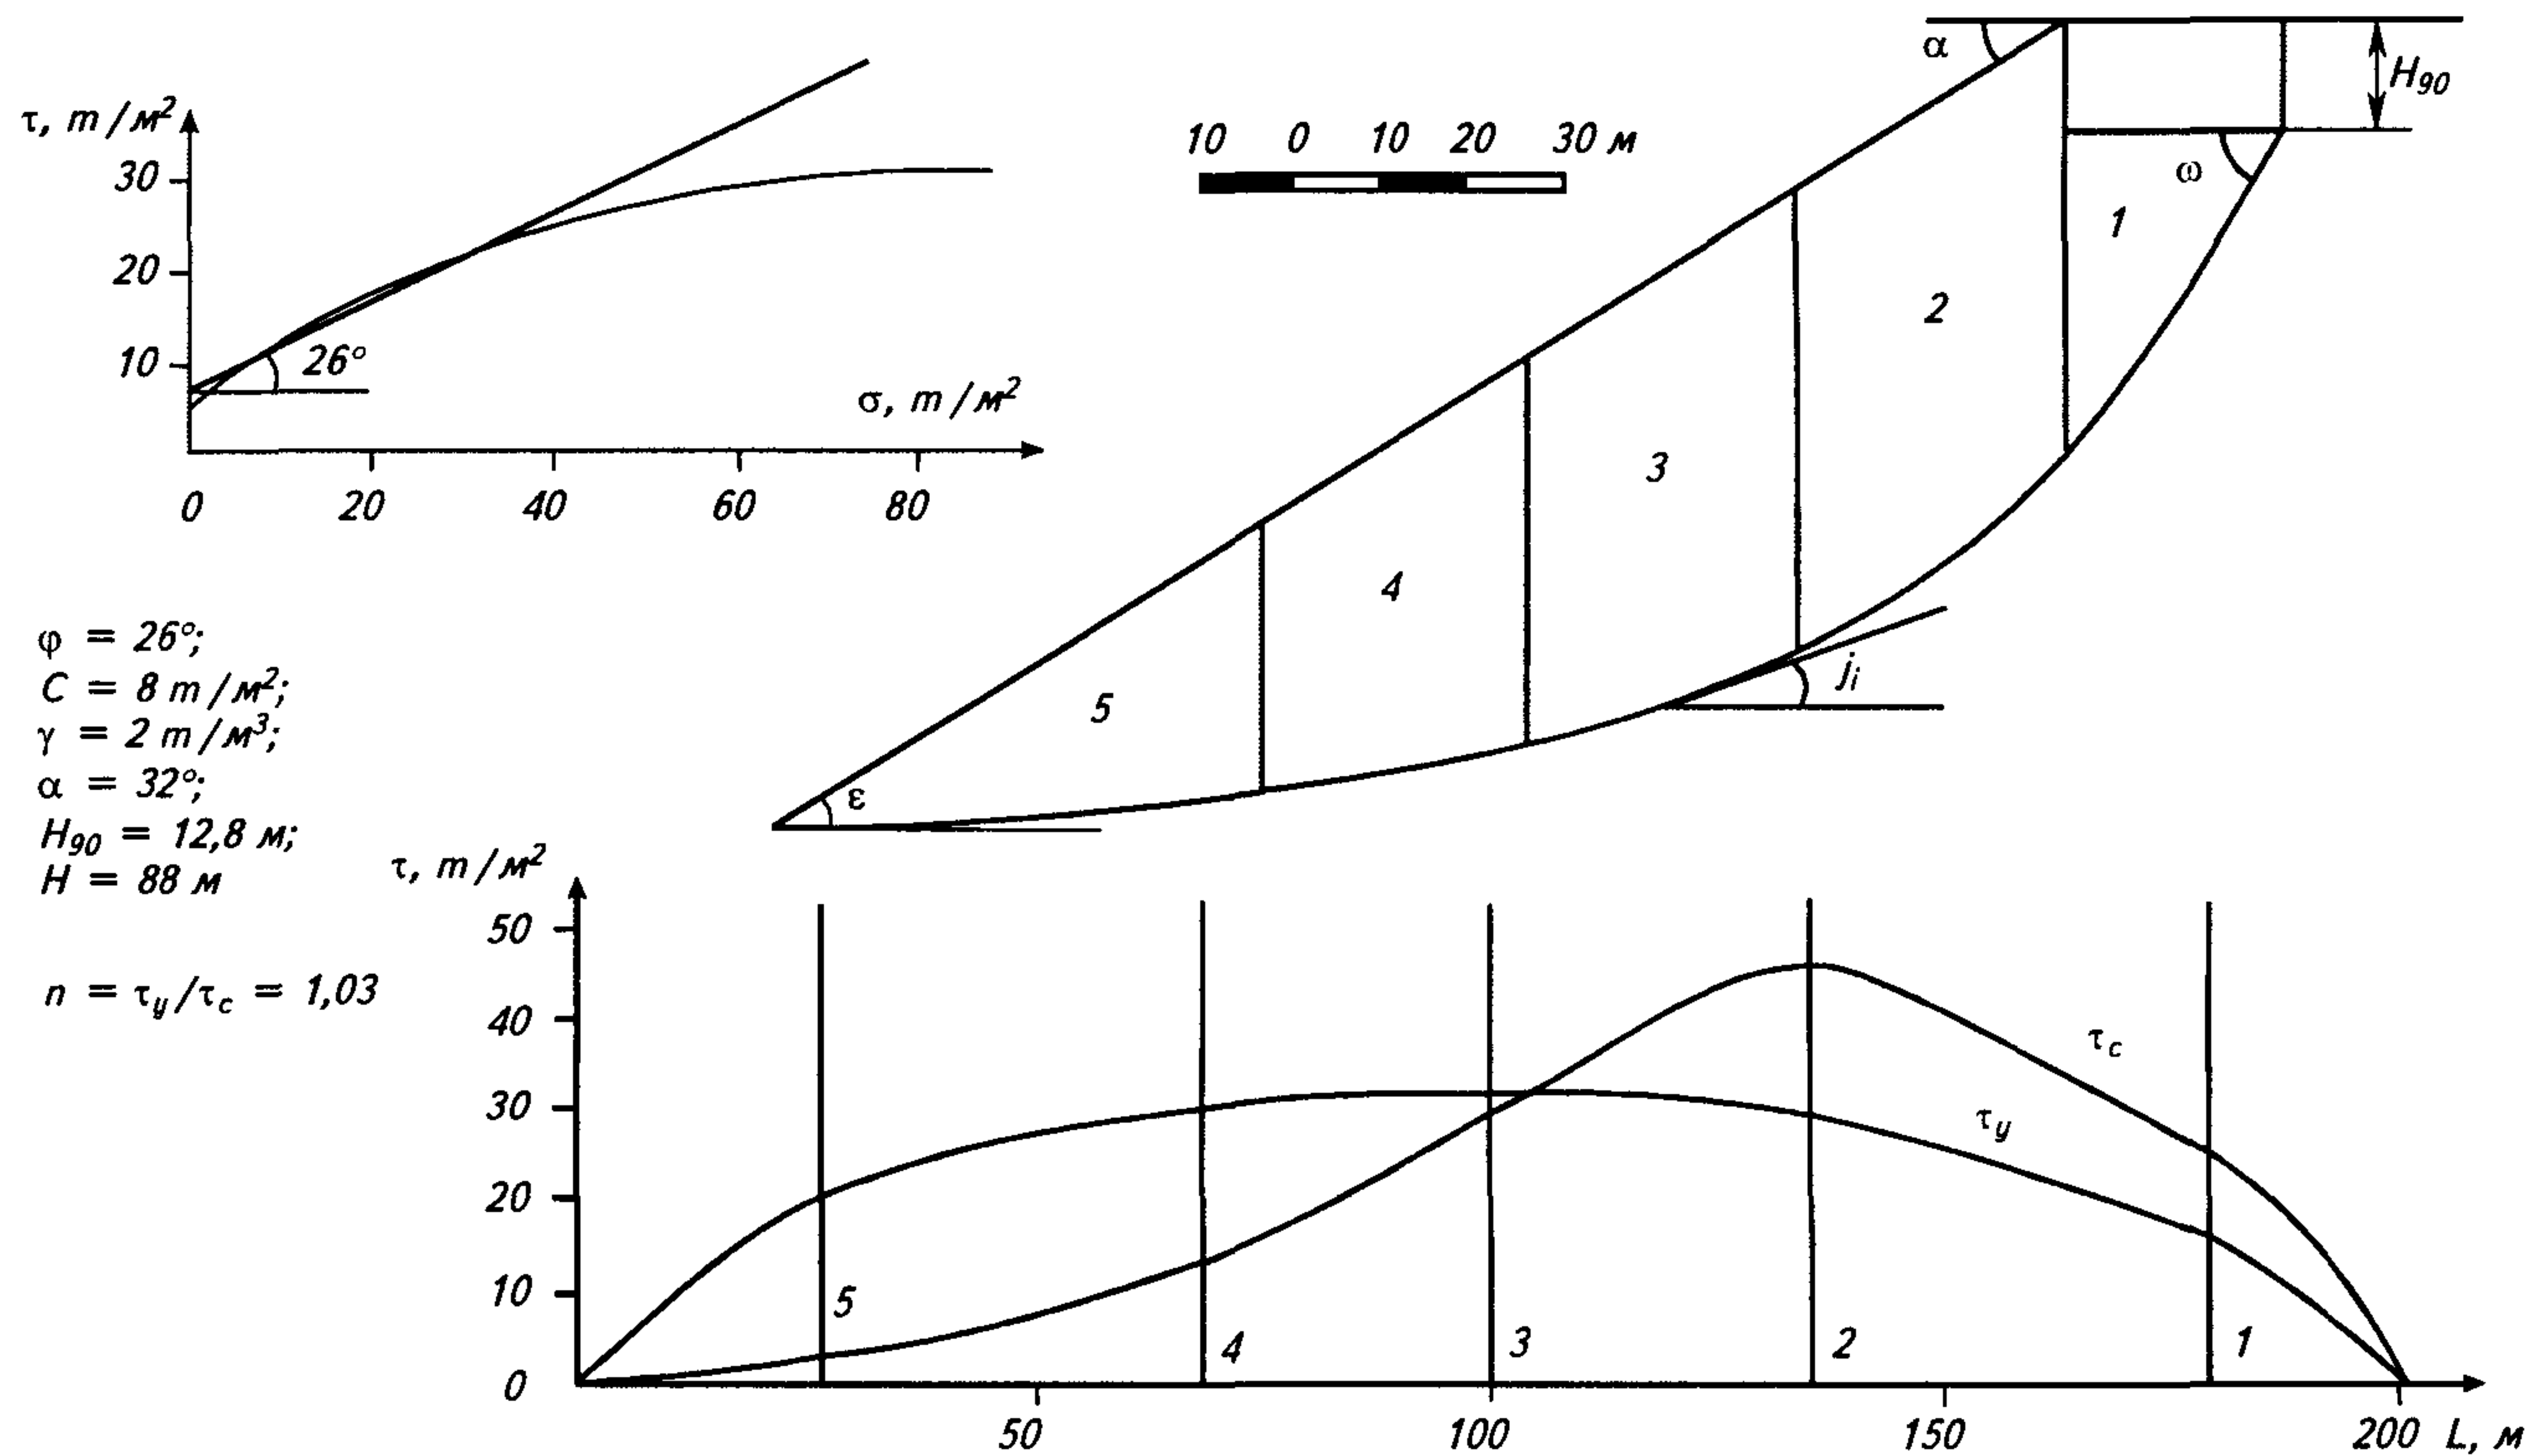 τ, т/м²
30
20
10
26°
σ, т/м²
0 20 40 60 80
10 0 10 20 30 м
α
H₉₀
ω
1
2
3
4
5
jᵢ
ε
φ = 26°;
C = 8 т/м²;
γ = 2 т/м³;
α = 32°;
H₉₀ = 12,8 м;
H = 88 м
n = τ_y/τ_c = 1,03
τ, т/м²
50
40
30
20
10
0
τ_c
τ_y
5 4 3 2 1
50 100 150 200 L, м